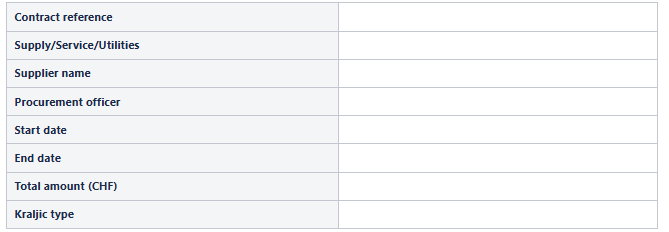 Contract reference
Supply/Service/Utilities
Supplier name
Procurement officer
Start date
End date
Total amount (CHF)
Kraljic type